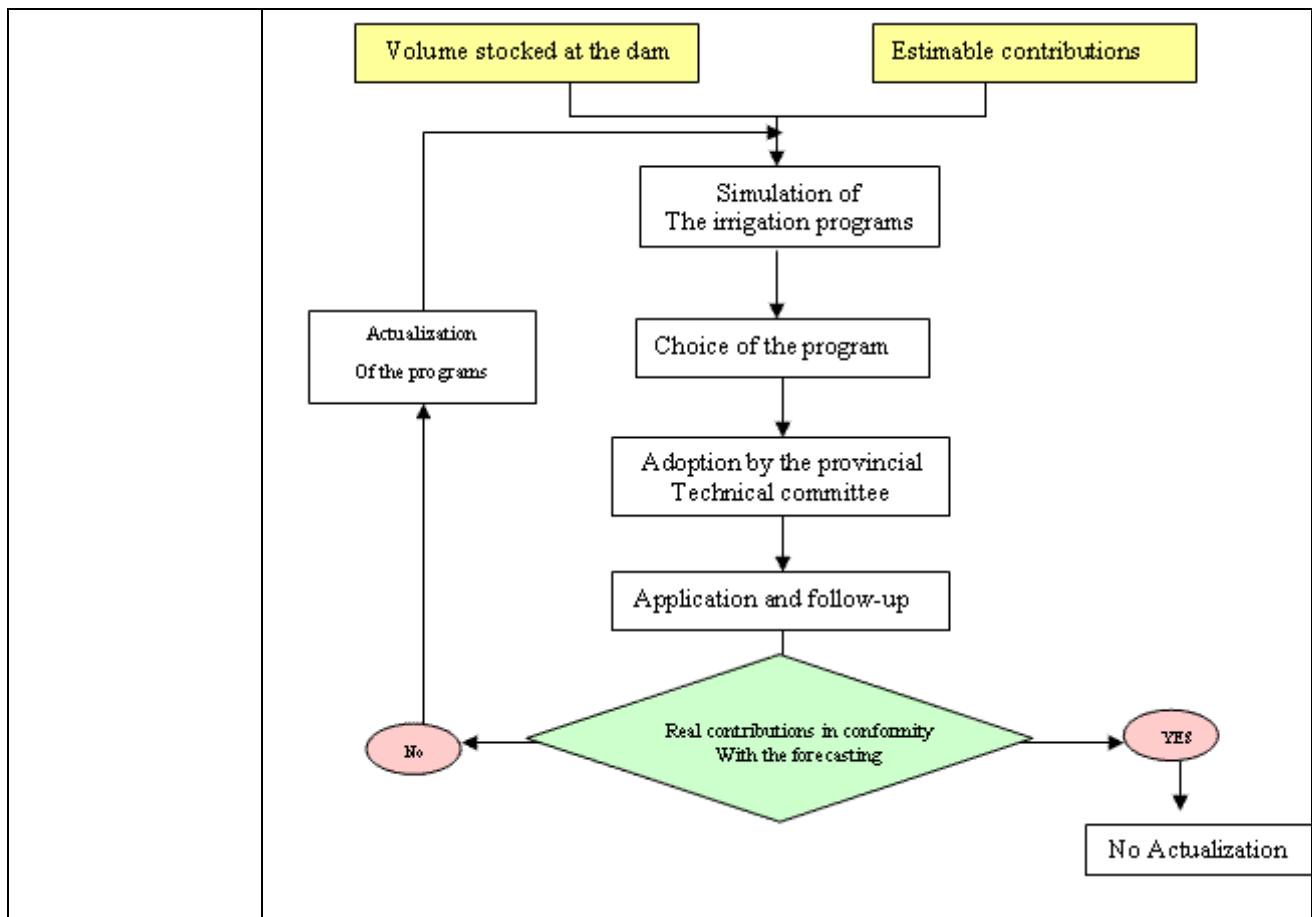 Volume stocked at the dam
Estimable contributions
Simulation of
The irrigation programs
Actualization
Of the programs
Choice of the program
Adoption by the provincial
Technical committee
Application and follow-up
Real contributions in conformity
With the forecasting
No
YES
No Actualization